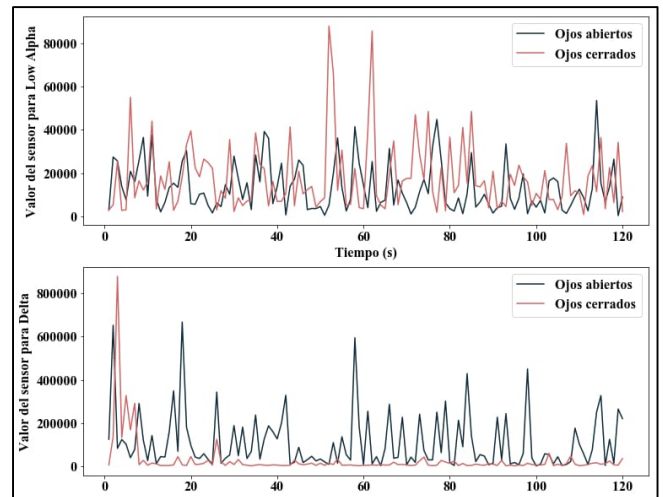 Valor del sensor para Low Alpha
80000
60000
40000
20000
0
Ojos abiertos
Ojos cerrados
0 20 40 60 80 100 120
Tiempo (s)
Valor del sensor para Delta
800000
600000
400000
200000
0
Ojos abiertos
Ojos cerrados
0 20 40 60 80 100 120